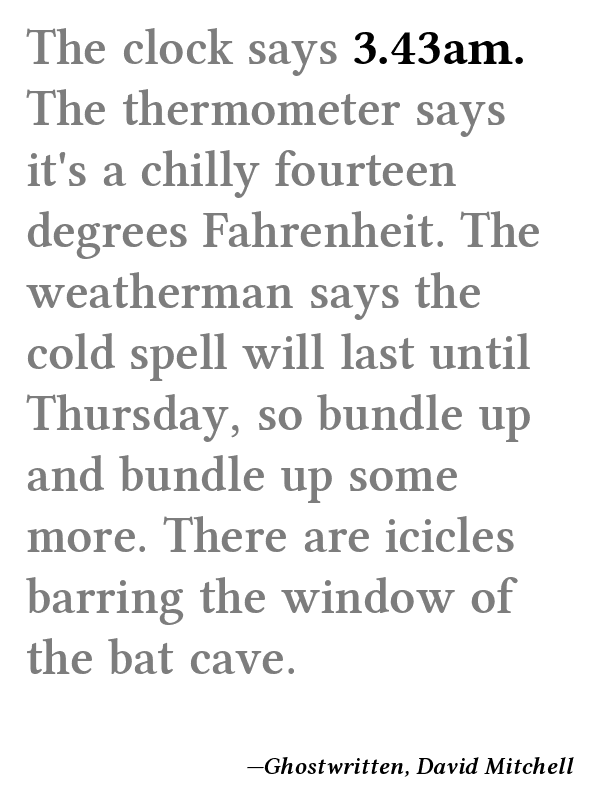 The clock says 3.43am.
The thermometer says
it's a chilly fourteen
degrees Fahrenheit. The
weatherman says the
cold spell will last until
Thursday, so bundle up
and bundle up some
more. There are icicles
barring the window of
the bat cave.
—Ghostwritten, David Mitchell